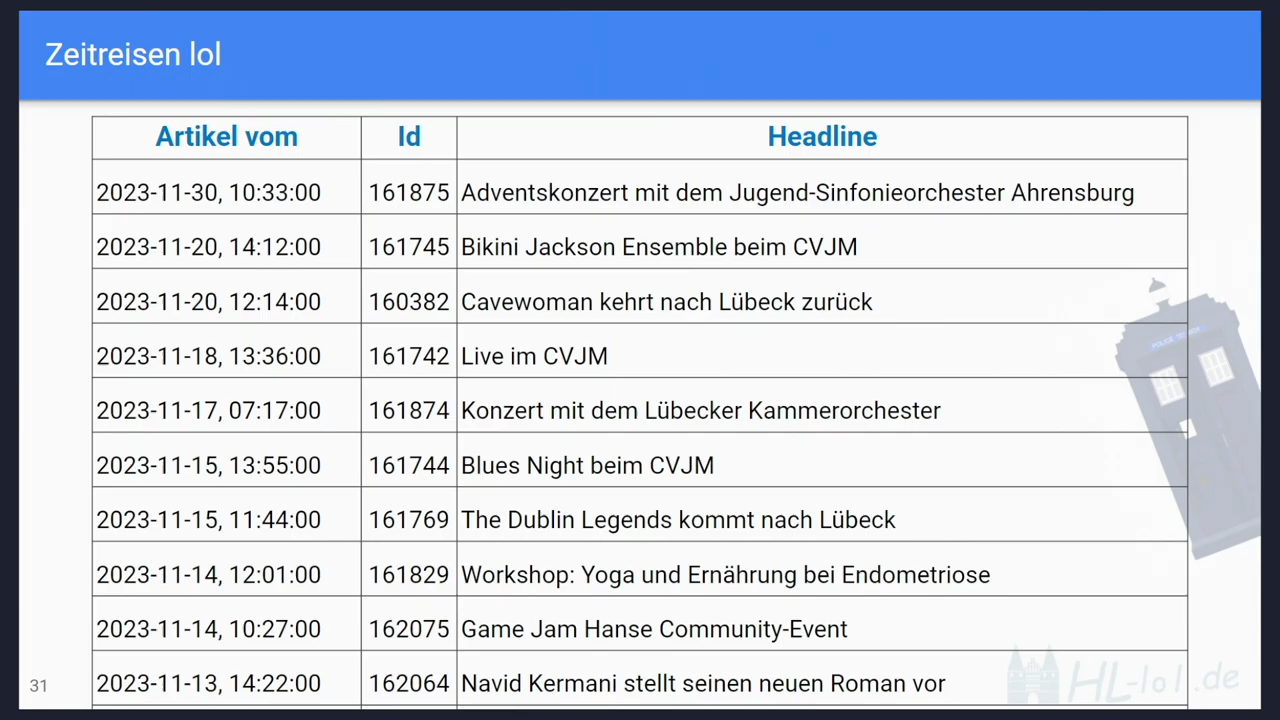 Zeitreisen lol
Artikel vom Id Headline
2023-11-30, 10:33:00 161875 Adventskonzert mit dem Jugend-Sinfonieorchester Ahrensburg
2023-11-20, 14:12:00 161745 Bikini Jackson Ensemble beim CVJM
2023-11-20, 12:14:00 160382 Cavewoman kehrt nach Lübeck zurück
2023-11-18, 13:36:00 161742 Live im CVJM
2023-11-17, 07:17:00 161874 Konzert mit dem Lübecker Kammerorchester
2023-11-15, 13:55:00 161744 Blues Night beim CVJM
2023-11-15, 11:44:00 161769 The Dublin Legends kommt nach Lübeck
2023-11-14, 12:01:00 161829 Workshop: Yoga und Ernährung bei Endometriose
2023-11-14, 10:27:00 162075 Game Jam Hanse Community-Event
2023-11-13, 14:22:00 162064 Navid Kermani stellt seinen neuen Roman vor
31
HL-lol.de